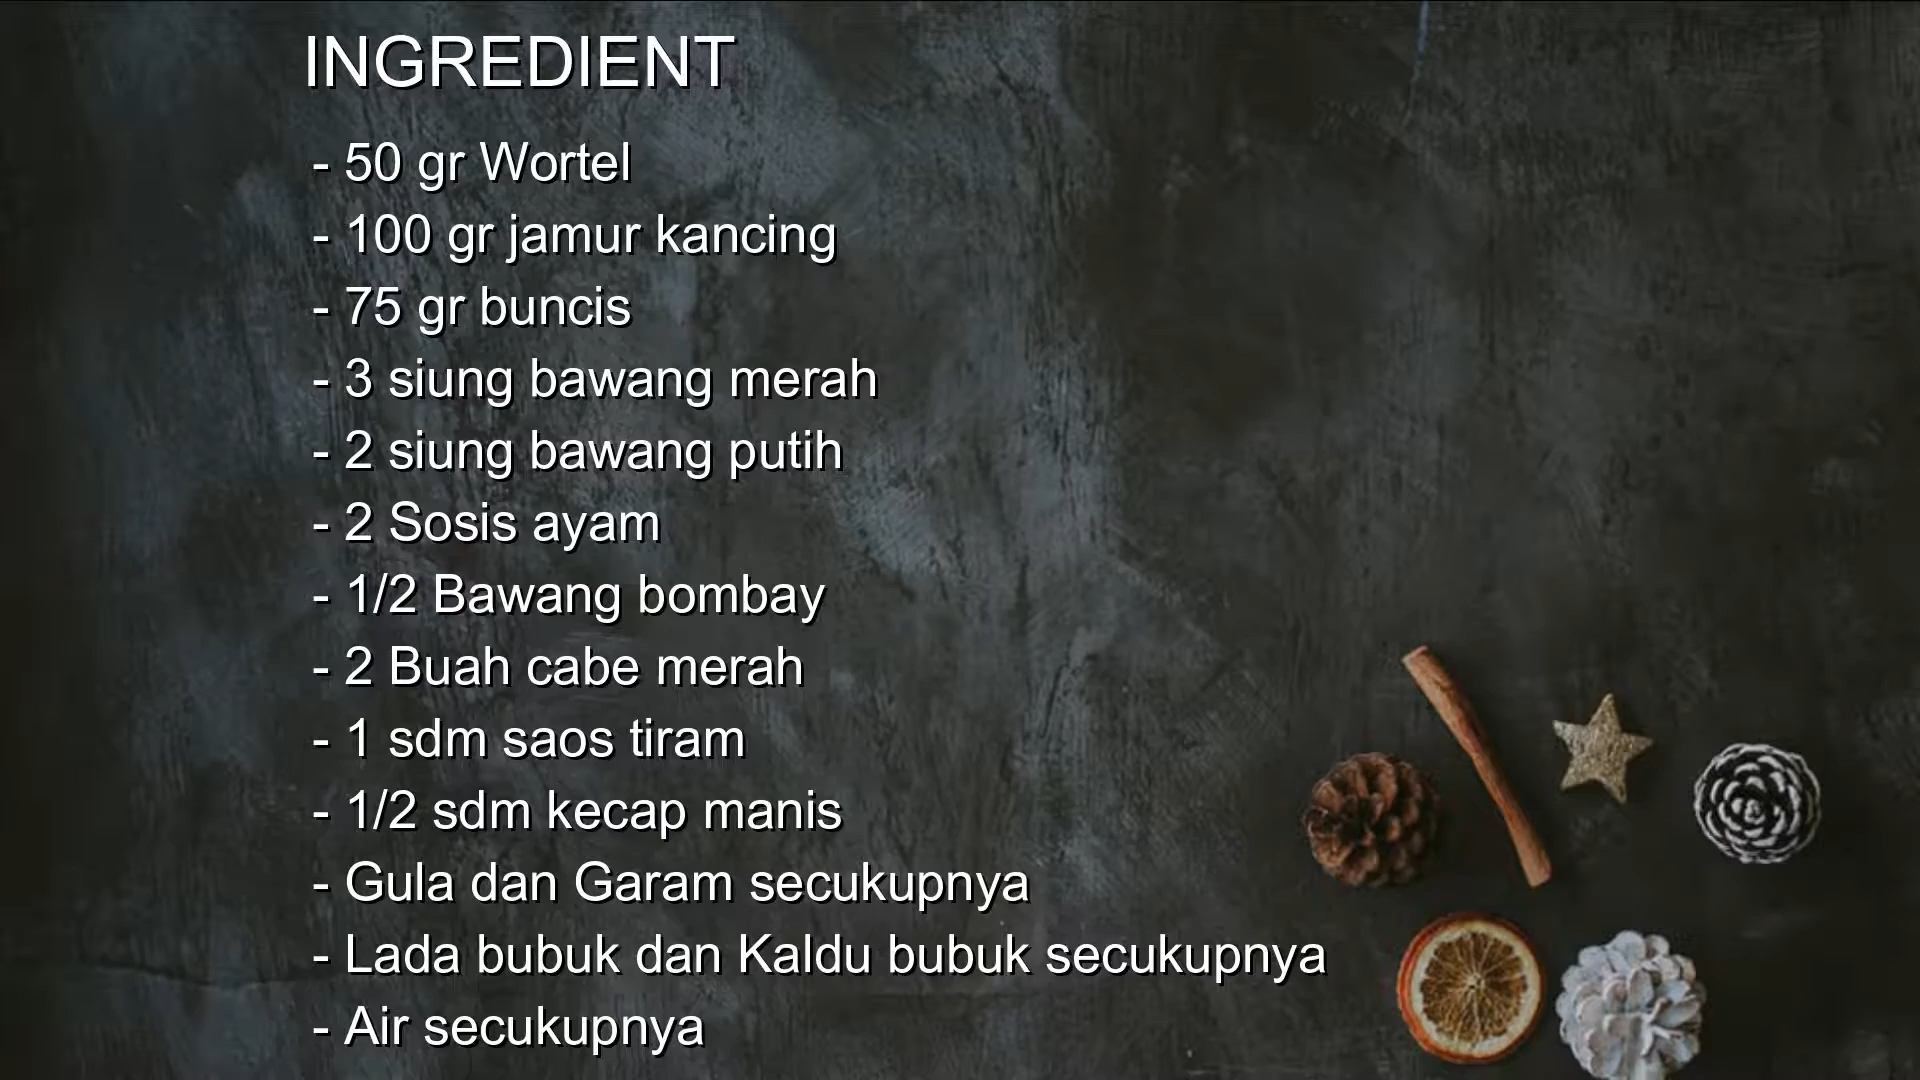 INGREDIENT
- 50 gr Wortel
- 100 gr jamur kancing
- 75 gr buncis
- 3 siung bawang merah
- 2 siung bawang putih
- 2 Sosis ayam
- 1/2 Bawang bombay
- 2 Buah cabe merah
- 1 sdm saos tiram
- 1/2 sdm kecap manis
- Gula dan Garam secukupnya
- Lada bubuk dan Kaldu bubuk secukupnya
- Air secukupnya